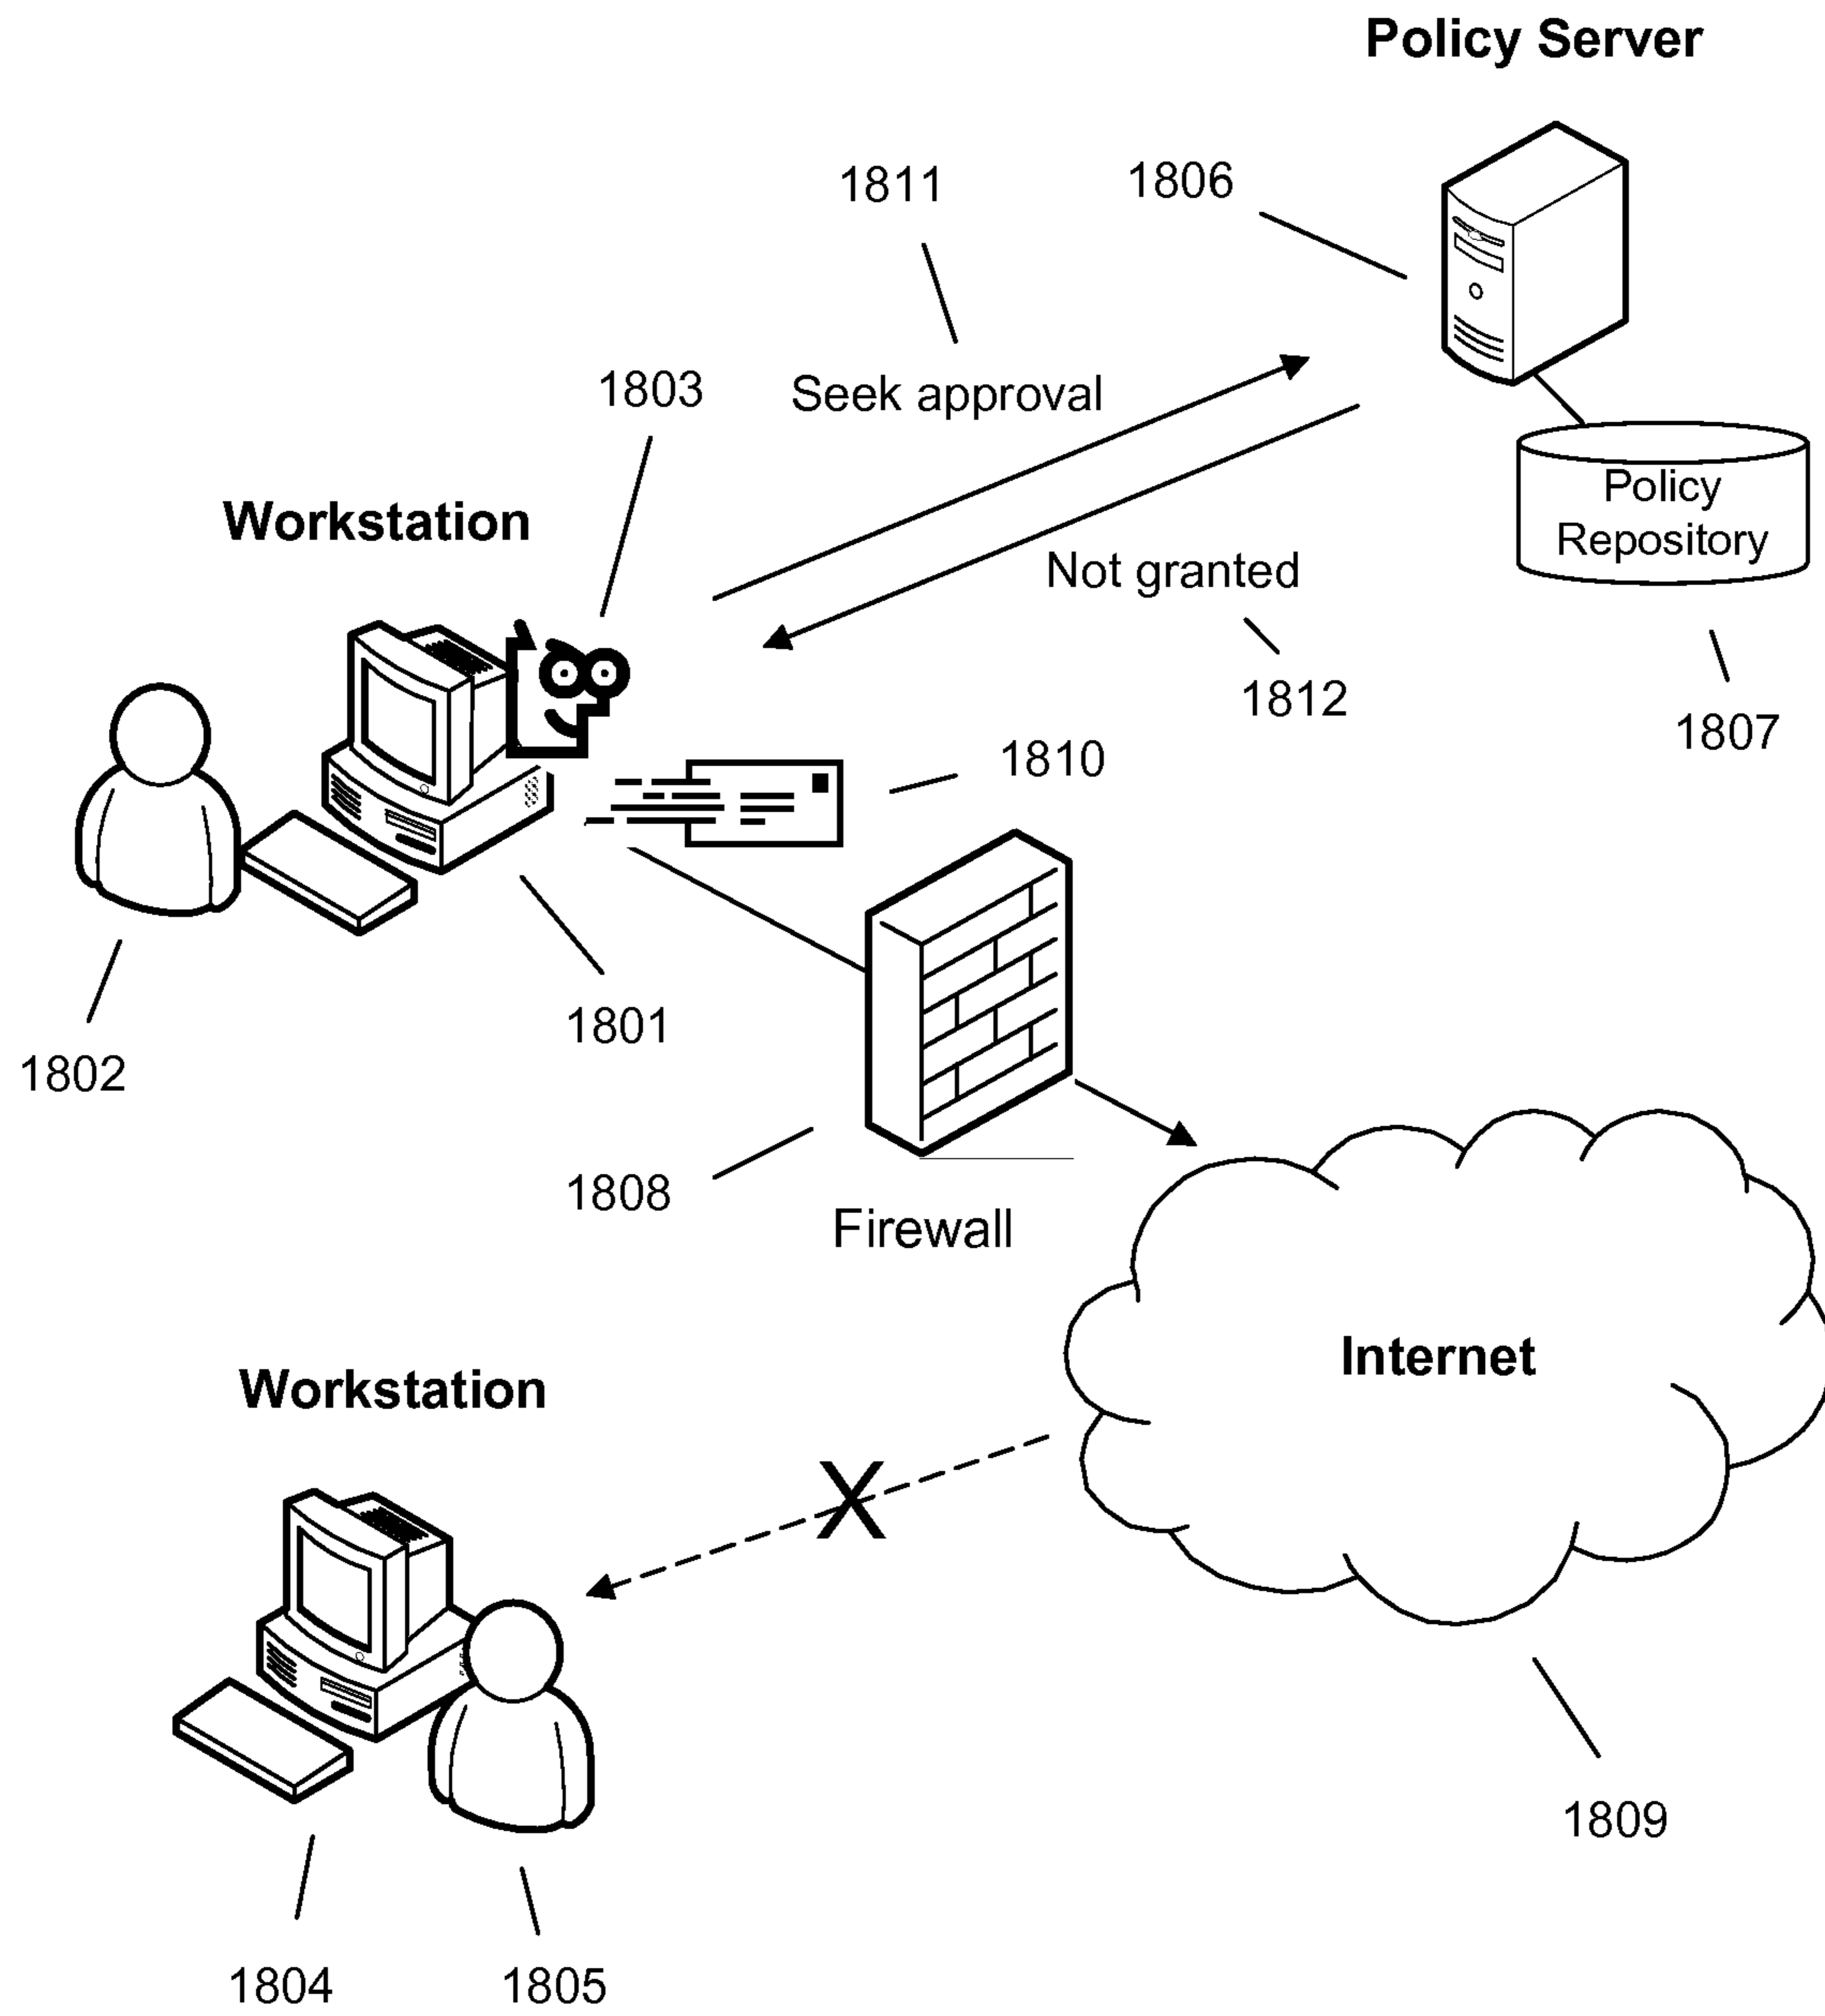 Policy Server
1811
1806
1803
Seek approval
Policy
Repository
Workstation
Not granted
1812
1807
1810
1801
1802
1808
Firewall
Internet
Workstation
1809
1804
1805
X